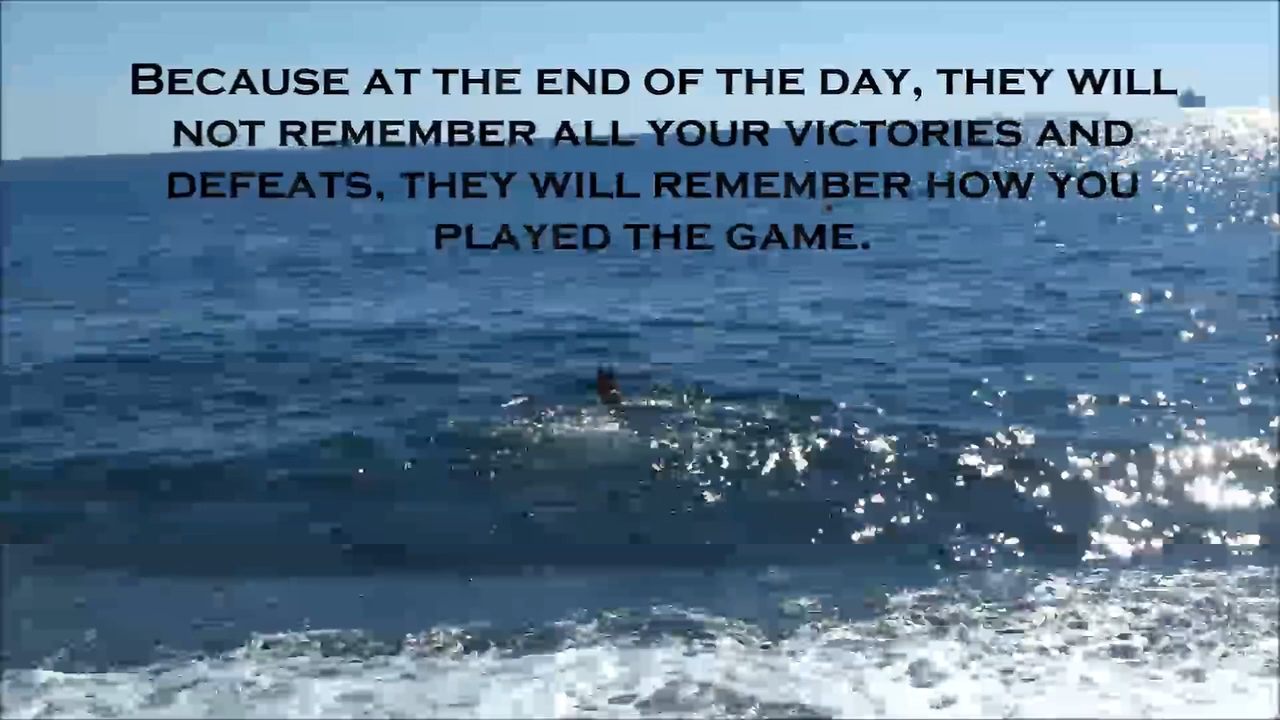 Because at the end of the day, they will
not remember all your victories and
defeats, they will remember how you
played the game.